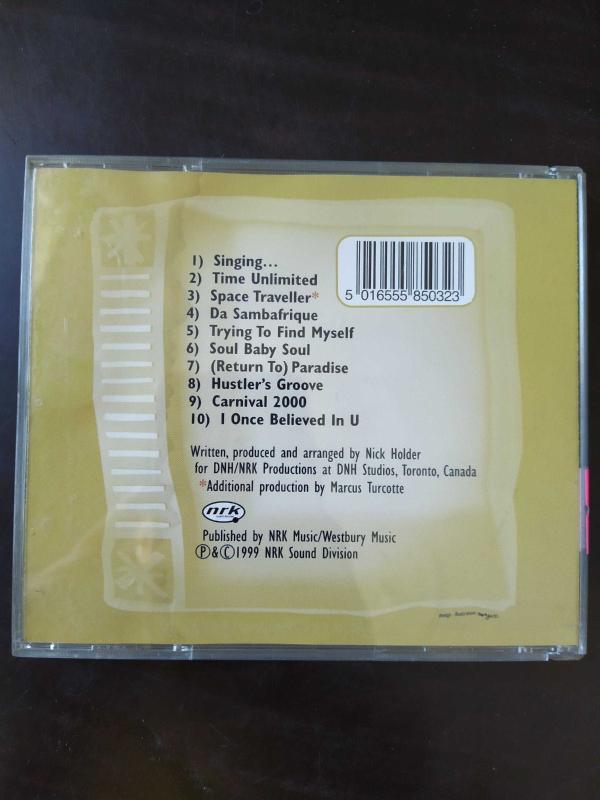 1) Singing...
2) Time Unlimited
3) Space Traveller*
4) Da Sambafrique
5) Trying To Find Myself
6) Soul Baby Soul
7) (Return To) Paradise
8) Hustler's Groove
9) Carnival 2000
10) I Once Believed In U
5 016555 850323
Written, produced and arranged by Nick Holder
for DNH/NRK Productions at DNH Studios, Toronto, Canada
*Additional production by Marcus Turcotte
nrk
Published by NRK Music/Westbury Music
Ⓟ&Ⓒ1999 NRK Sound Division